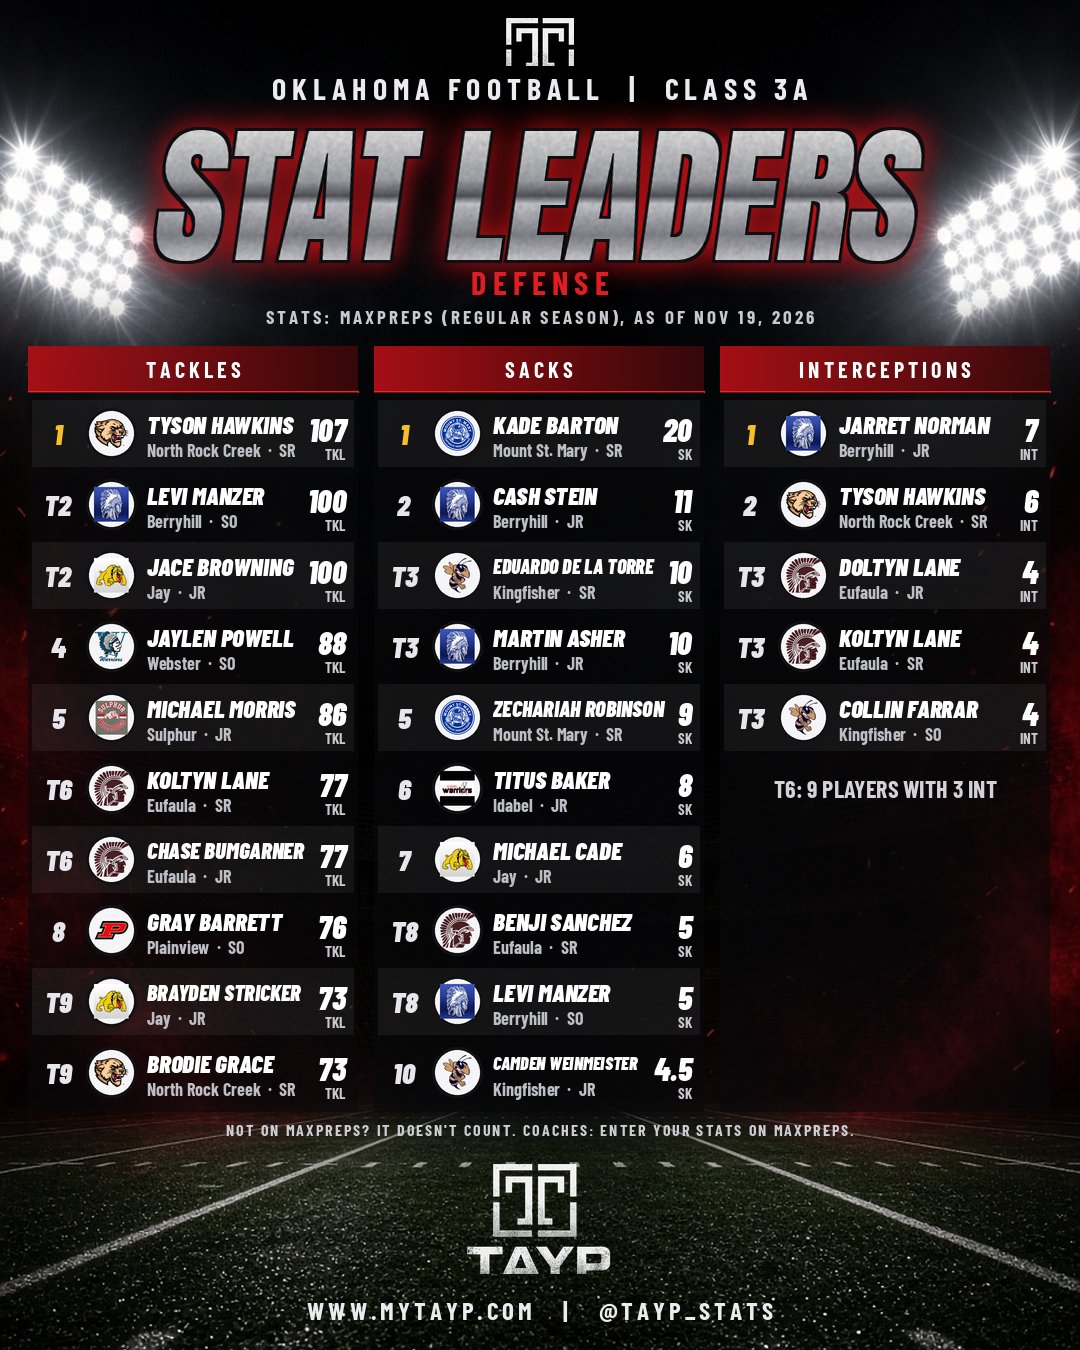 OKLAHOMA FOOTBALL | CLASS 3A
STAT LEADERS
DEFENSE
STATS: MAXPREPS (REGULAR SEASON), AS OF NOV 19, 2026
TACKLES
1 TYSON HAWKINS 107
North Rock Creek · SR TKL
T2 LEVI MANZER 100
Berryhill · SO TKL
T2 JACE BROWNING 100
Jay · JR TKL
4 JAYLEN POWELL 88
Webster · SO TKL
5 MICHAEL MORRIS 86
Sulphur · JR TKL
T6 KOLTYN LANE 77
Eufaula · SR TKL
T6 CHASE BUMGARNER 77
Eufaula · JR TKL
8 GRAY BARRETT 76
Plainview · SO TKL
T9 BRAYDEN STRICKER 73
Jay · JR TKL
T9 BRODIE GRACE 73
North Rock Creek · SR TKL
SACKS
1 KADE BARTON 20
Mount St. Mary · SR SK
2 CASH STEIN 11
Berryhill · JR SK
T3 EDUARDO DE LA TORRE 10
Kingfisher · SR SK
T3 MARTIN ASHER 10
Berryhill · JR SK
5 ZECHARIAH ROBINSON 9
Mount St. Mary · SR SK
6 TITUS BAKER 8
Idabel · JR SK
7 MICHAEL CADE 6
Jay · JR SK
T8 BENJI SANCHEZ 5
Eufaula · SR SK
T8 LEVI MANZER 5
Berryhill · SO SK
10 CAMDEN WEINMEISTER 4.5
Kingfisher · JR SK
INTERCEPTIONS
1 JARRET NORMAN 7
Berryhill · JR INT
2 TYSON HAWKINS 6
North Rock Creek · SR INT
T3 DOLTYN LANE 4
Eufaula · JR INT
T3 KOLTYN LANE 4
Eufaula · SR INT
T3 COLLIN FARRAR 4
Kingfisher · SO INT
T6: 9 PLAYERS WITH 3 INT
NOT ON MAXPREPS? IT DOESN'T COUNT. COACHES: ENTER YOUR STATS ON MAXPREPS.
TAYP
WWW.MYTAYP.COM | @TAYP_STATS